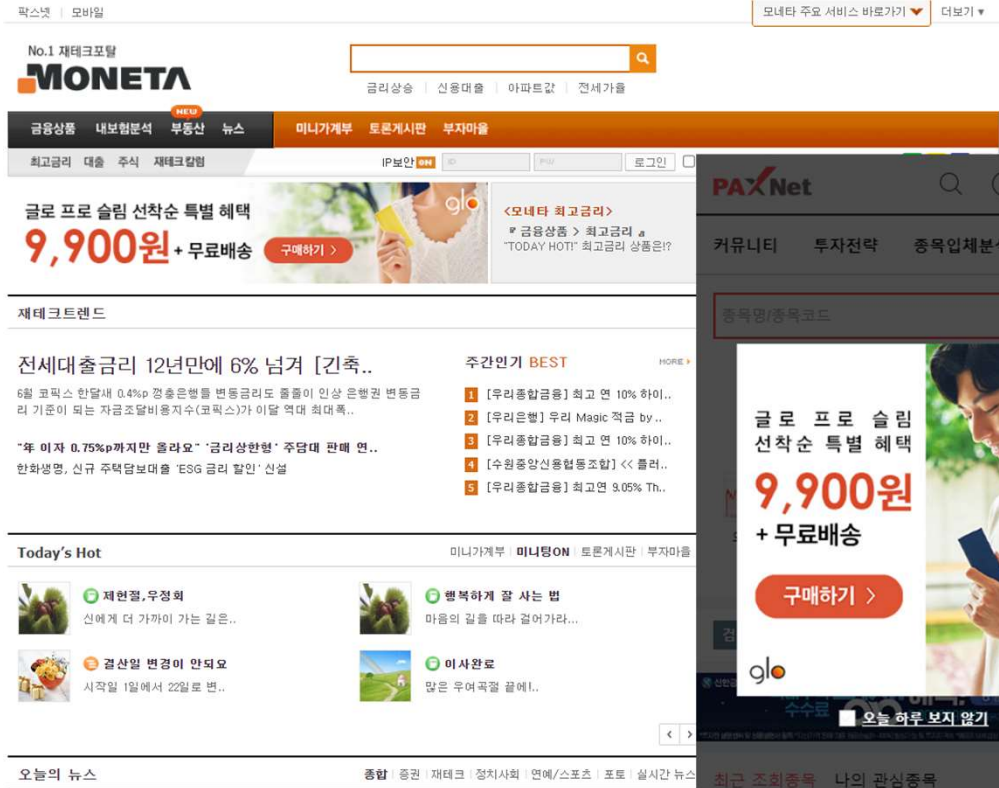 팍스넷 | 모바일
모네타 주요 서비스 바로가기
더보기
No.1 재테크포탈
MONETA
금리상승 | 신용대출 | 아파트값 | 전세가율
NEW
금융상품 내보험분석 부동산 뉴스 미니가계부 토론게시판 부자마을
최고금리 대출 주식 재테크칼럼
IP보안 ON ID PW 로그인
글로 프로 슬림 선착순 특별 혜택
9,900원 + 무료배송 구매하기 >
glo
<모네타 최고금리>
금융상품 > 최고금리
"TODAY HOT!" 최고금리 상품은!?
재테크트렌드
전세대출금리 12년만에 6% 넘겨 [긴축..
6월 코픽스 한달새 0.4%p 껑충은행들 변동금리도 줄줄이 인상 은행권 변동금
리 기준이 되는 자금조달비용지수(코픽스)가 이달 역대 최대폭..
"年 이자 0.75%p까지만 올라요" '금리상한형' 주담대 판매 연..
한화생명, 신규 주택담보대출 'ESG 금리 할인' 신설
주간인기 BEST
MORE
1 [우리종합금융] 최고 연 10% 하이..
2 [우리은행] 우리 Magic 적금 by ..
3 [우리종합금융] 최고 연 10% 하이..
4 [수원중앙신용협동조합] << 플러..
5 [우리종합금융] 최고연 9.05% Th..
Today's Hot
미니가계부 | 미니팅ON | 토론게시판 | 부자마을
제헌절,우정회
신에게 더 가까이 가는 길은..
행복하게 잘 사는 법
마음의 길을 따라 걸어가라...
결산일 변경이 안되요
시작일 1일에서 22일로 변..
이사완료
많은 우여곡절 끝에!..
오늘의 뉴스
종합 | 증권 | 재테크 | 정치사회 | 연예/스포츠 | 포토 | 실시간 뉴스
PAXNet
커뮤니티 투자전략 종목입체분석
종목명/종목코드
글로 프로 슬림
선착순 특별 혜택
9,900원
+ 무료배송
구매하기 >
glo
수수료
오늘 하루 보지 않기
최근 조회종목 나의 관심종목